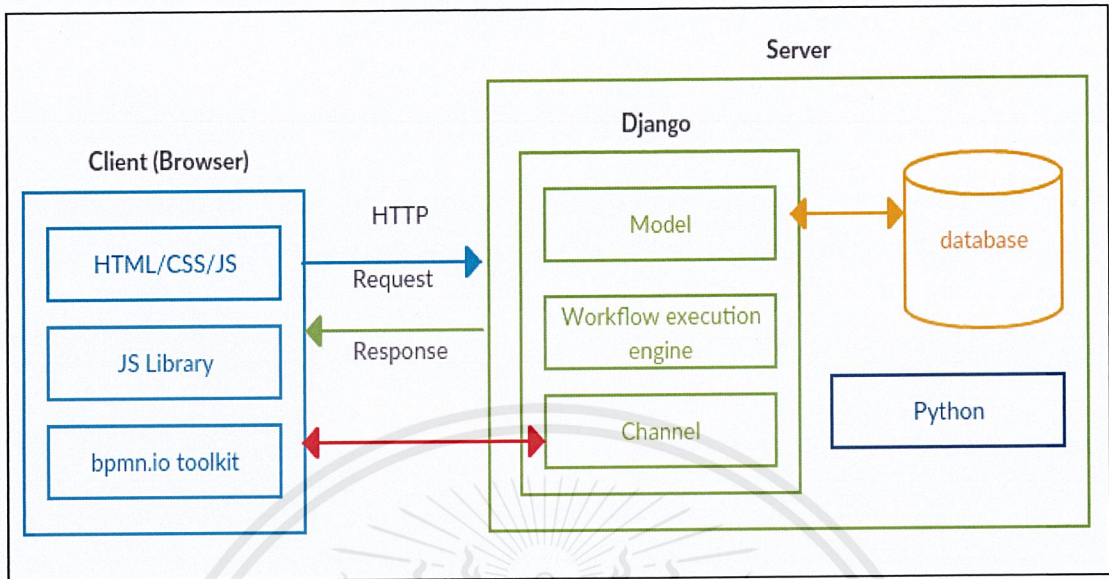 Server
Django
Client (Browser)
HTTP
Request
Response
HTML/CSS/JS
JS Library
bpmn.io toolkit
Model
Workflow execution
engine
Channel
database
Python